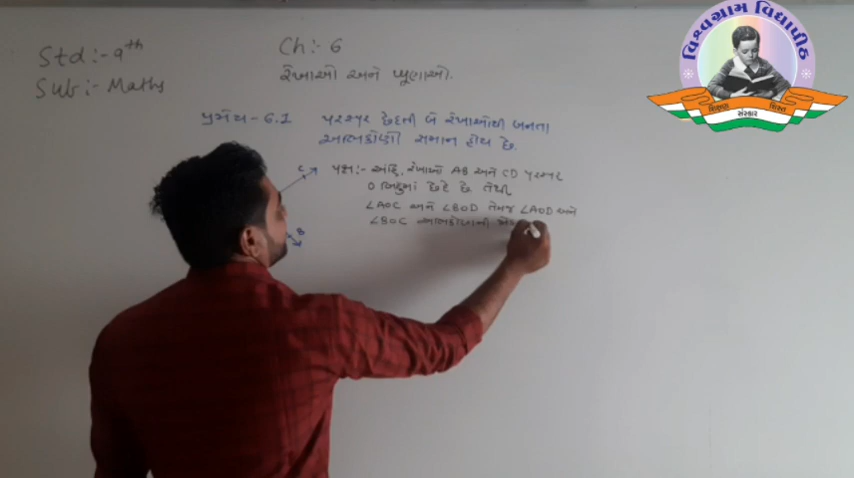 Std:- 9th
Sub:- Maths
Ch:- 6
રેખાઓ અને ખૂણાઓ.
પ્રમેય - 6.1 પરસ્પર છેદતી બે રેખાઓથી બનતા
અભિકોણો સમાન હોય છે.
C
B
પક્ષ:- અહિં, રેખાઓ AB અને CD પરસ્પર
O બિંદુમાં છેદે છે તેથી
∠AOC અને ∠BOD તેમજ ∠AOD અને
∠BOC અભિકોણોની
વિશ્વગ્રામ વિદ્યાપીઠ
શિક્ષણ
સંસ્કાર
શિસ્ત